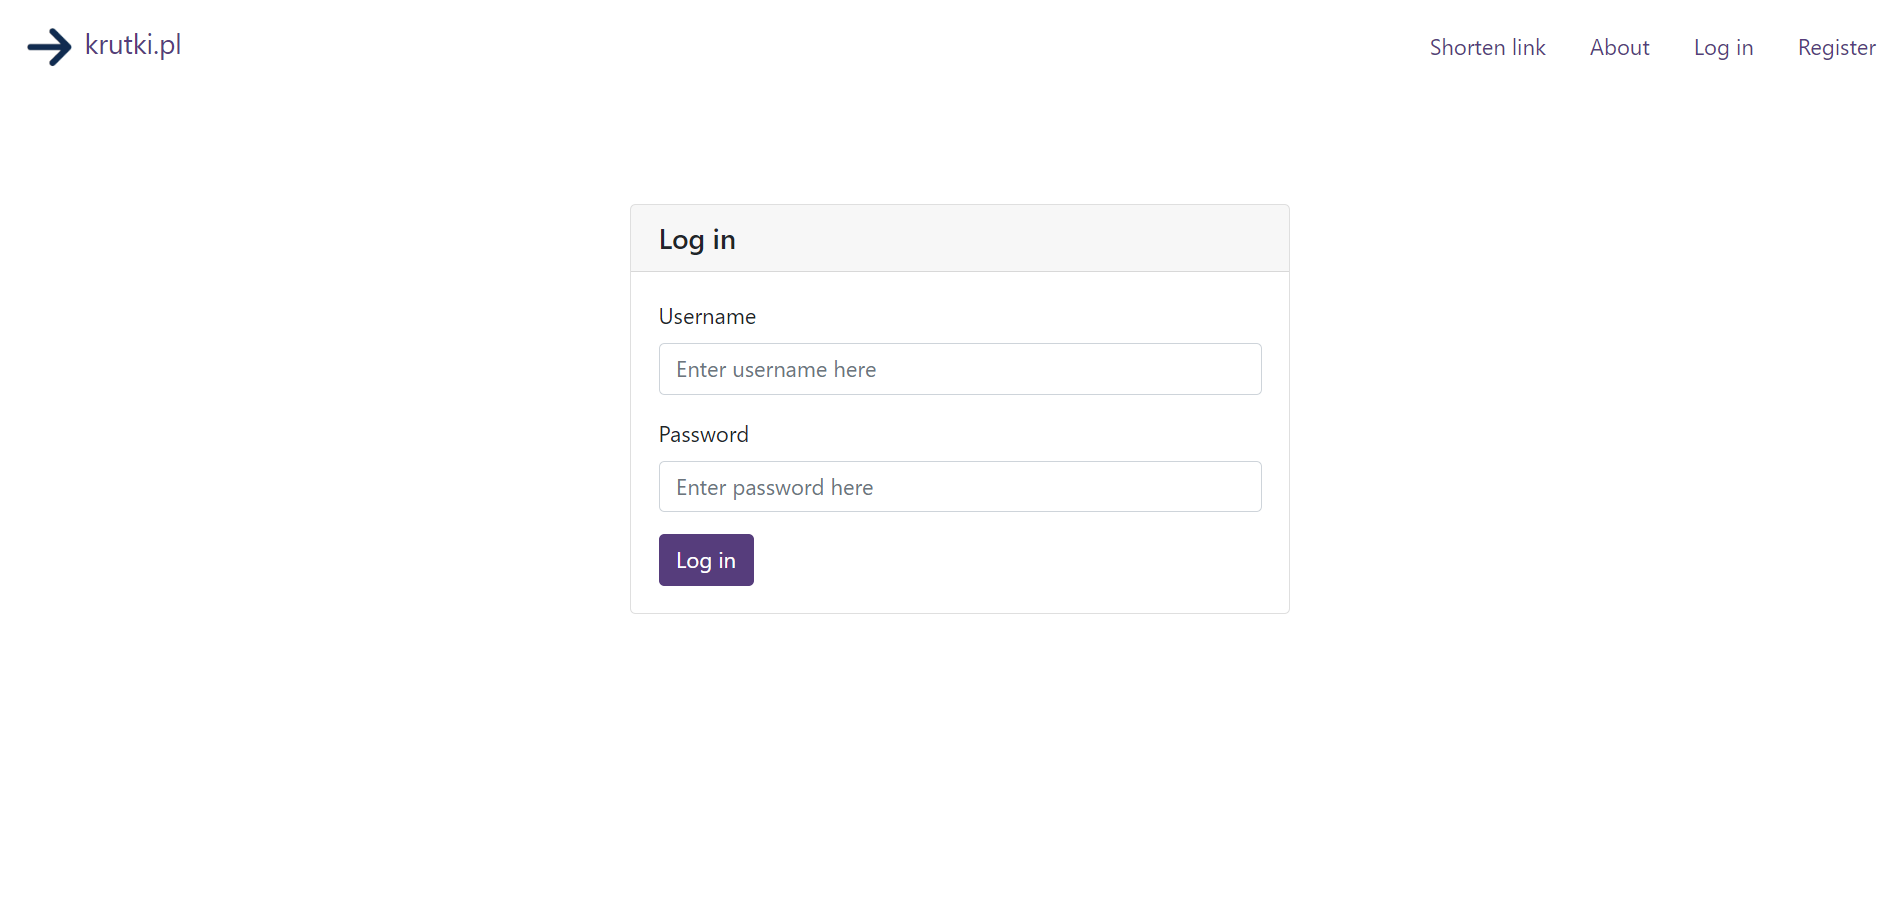 krutki.pl
Shorten link About Log in Register
Log in
Username
Enter username here
Password
Enter password here
Log in